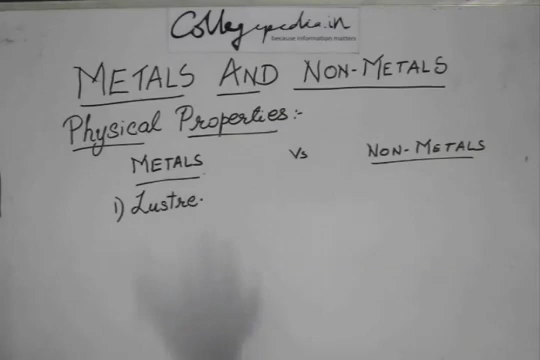 Collegepedia.in
because information matters
METALS AND NON-METALS
Physical Properties:-
METALS Vs NON-METALS
1) Lustre.